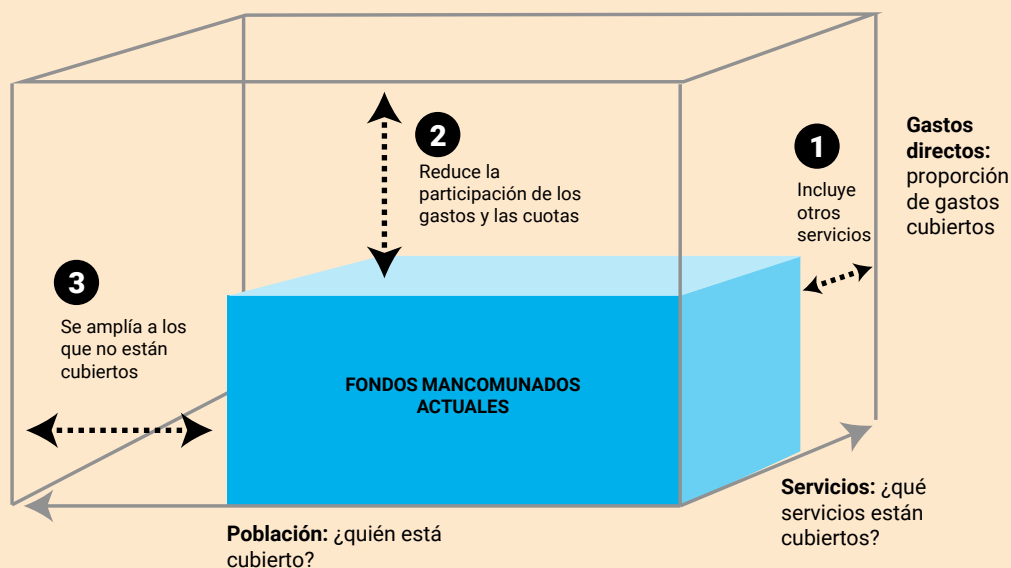 2
Reduce la
participación de los
gastos y las cuotas
1
Incluye
otros
servicios
Gastos
directos:
proporción
de gastos
cubiertos
3
Se amplía a los
que no están
cubiertos
FONDOS MANCOMUNADOS
ACTUALES
Servicios: ¿qué
servicios están
cubiertos?
Población: ¿quién está
cubierto?